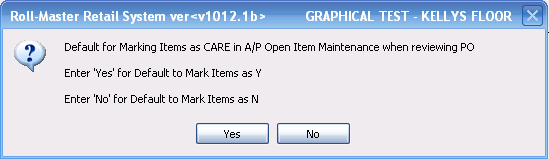 Roll-Master Retail System ver<v1012.1b> GRAPHICAL TEST - KELLYS FLOOR
Default for Marking Items as CARE in A/P Open Item Maintenance when reviewing PO
Enter 'Yes' for Default to Mark Items as Y
Enter 'No' for Default to Mark Items as N
Yes No